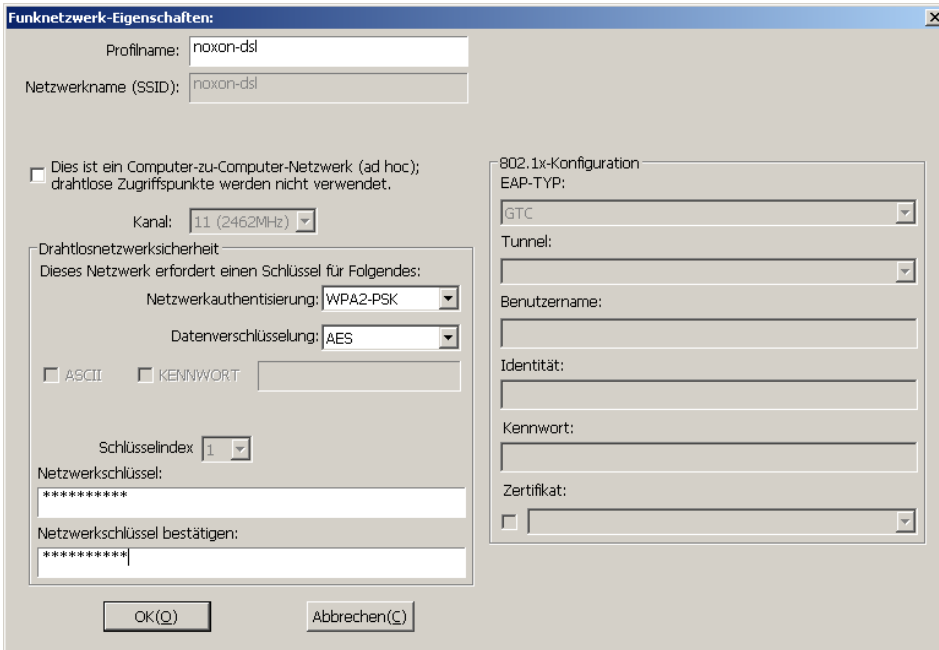 Funknetzwerk-Eigenschaften:
Profilname: noxon-dsl
Netzwerkname (SSID): noxon-dsl
Dies ist ein Computer-zu-Computer-Netzwerk (ad hoc);
drahtlose Zugriffspunkte werden nicht verwendet.
Kanal: 11 (2462MHz)
Drahtlosnetzwerksicherheit
Dieses Netzwerk erfordert einen Schlüssel für Folgendes:
Netzwerkauthentisierung: WPA2-PSK
Datenverschlüsselung: AES
ASCII KENNWORT
Schlüsselindex 1
Netzwerkschlüssel:
**********
Netzwerkschlüssel bestätigen:
**********
802.1x-Konfiguration
EAP-TYP:
GTC
Tunnel:
Benutzername:
Identität:
Kennwort:
Zertifikat:
OK(O) Abbrechen(C)